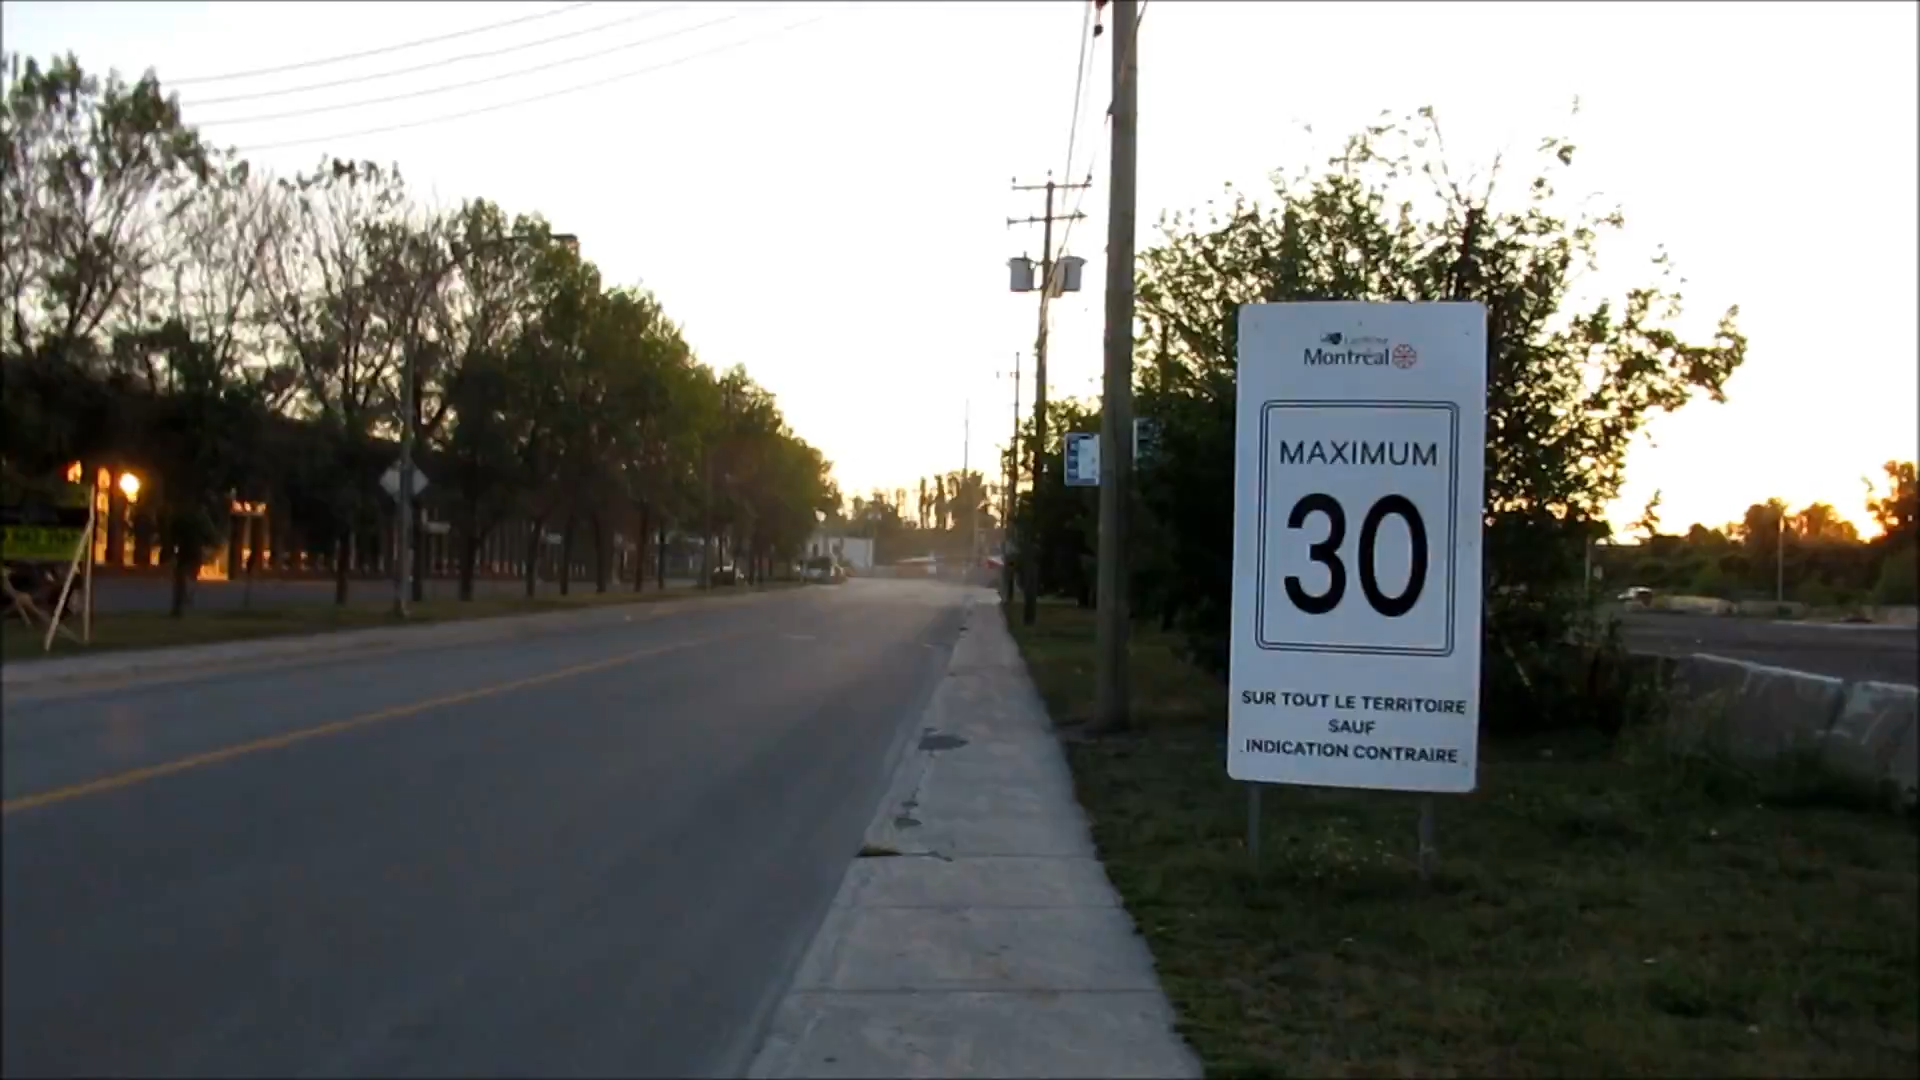 Montréal
MAXIMUM
30
SUR TOUT LE TERRITOIRE
SAUF
INDICATION CONTRAIRE